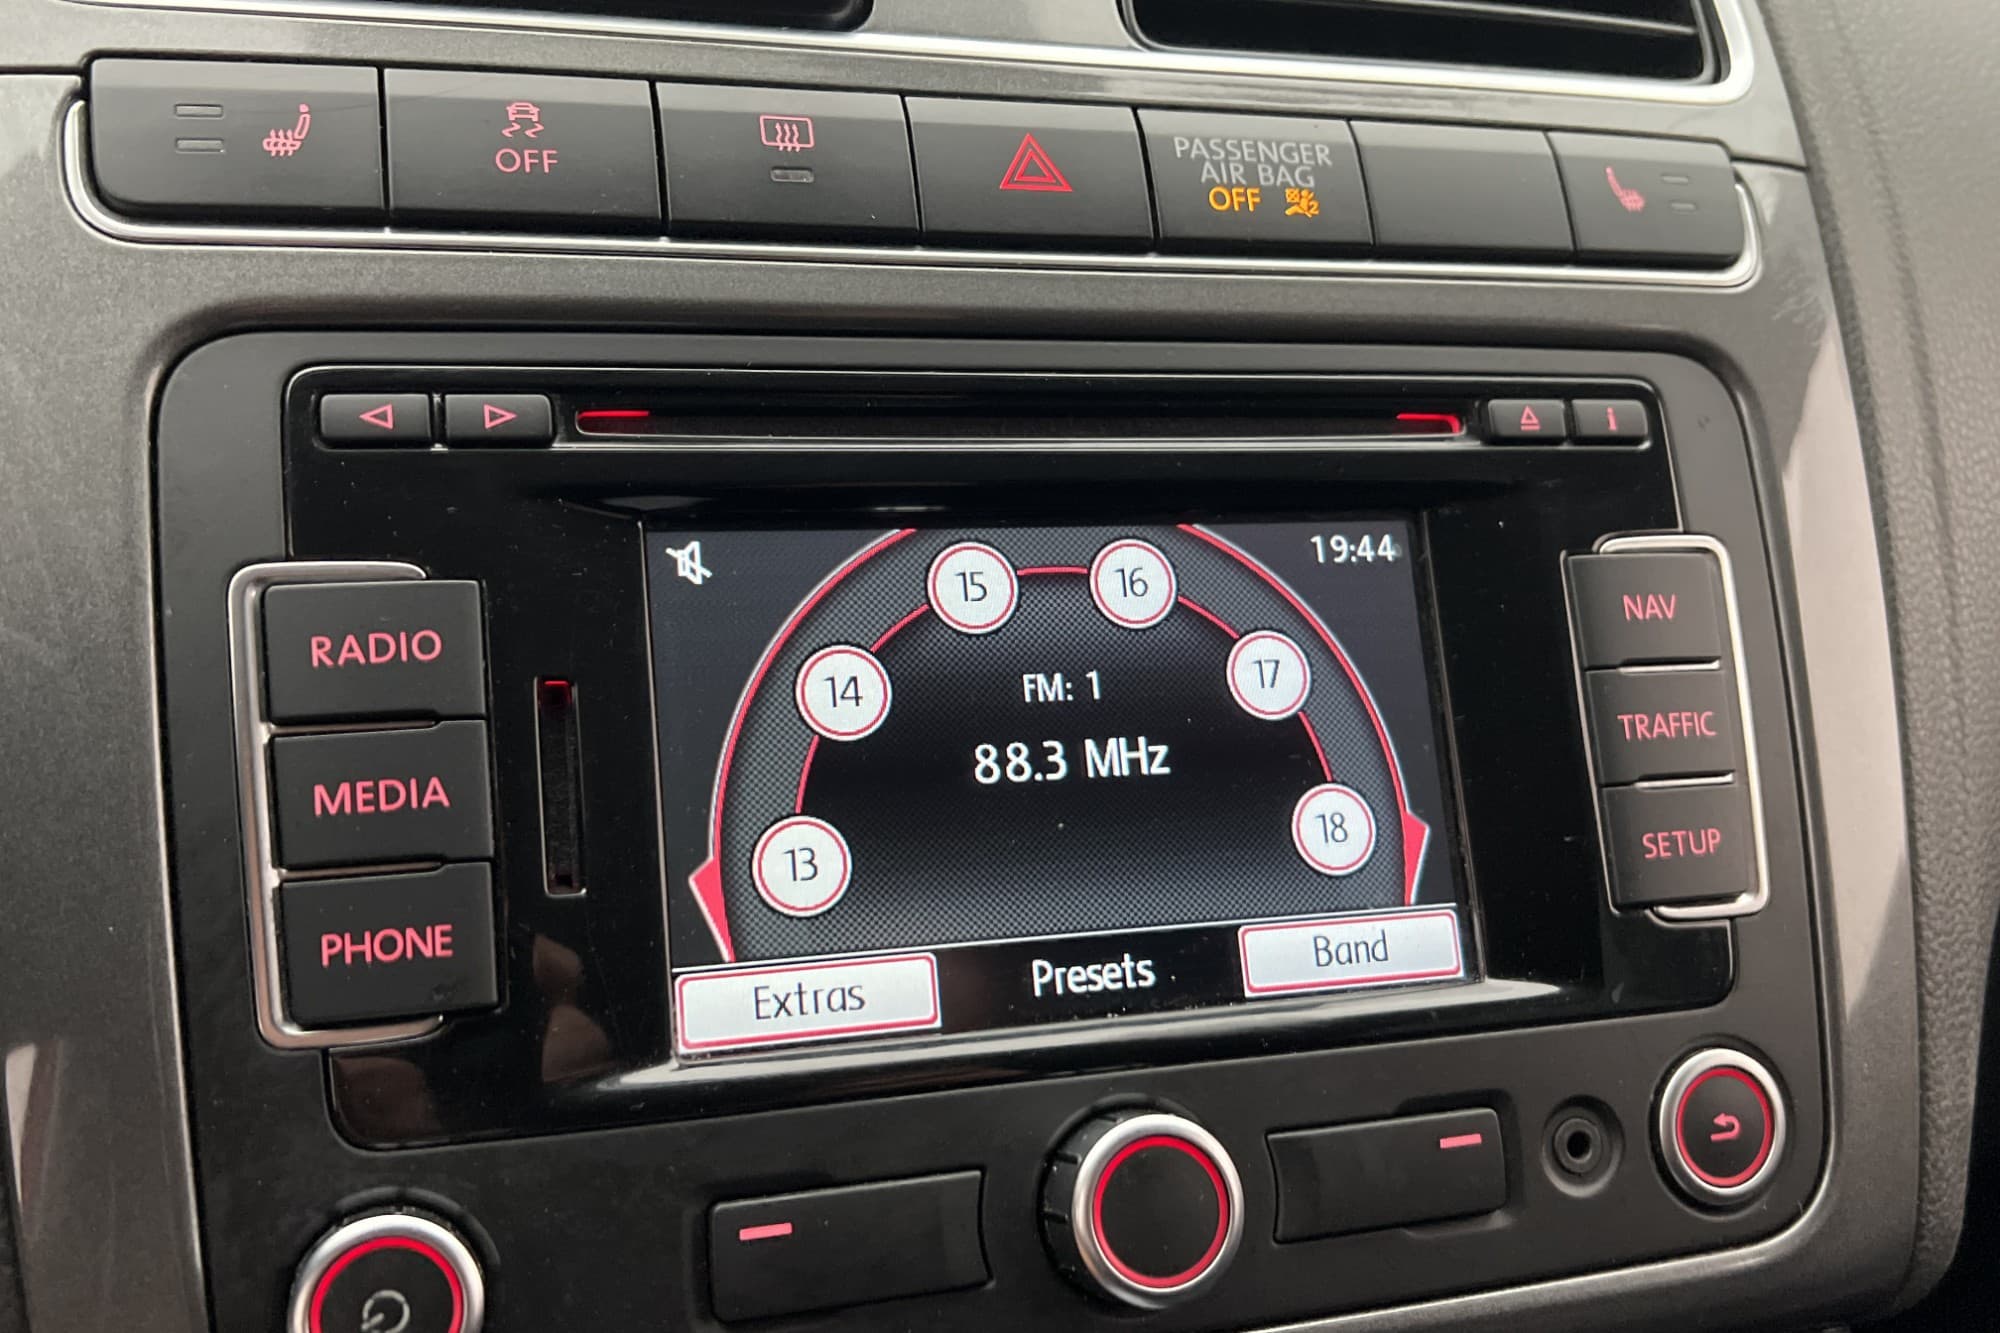 OFF
PASSENGER
AIR BAG
OFF 2
19:44
15
16
14
17
FM: 1
88.3 MHz
13
18
Extras
Presets
Band
RADIO
MEDIA
PHONE
NAV
TRAFFIC
SETUP
i